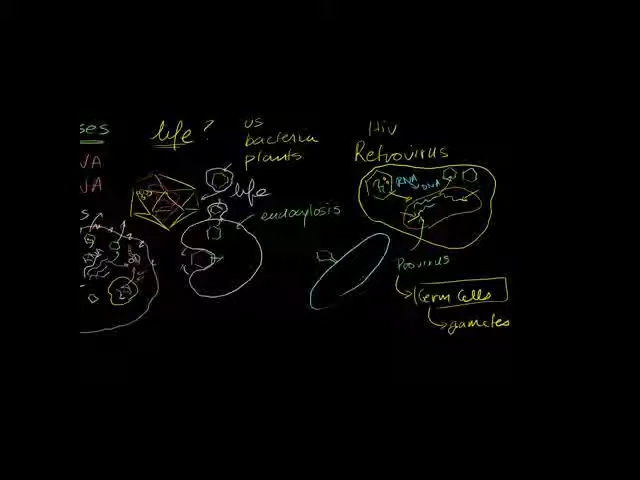 ses
life?
us
bacteria
plants
HIV
Retrovirus
RNA
DNA
life
endocytosis
Provirus
Germ cells
gametes